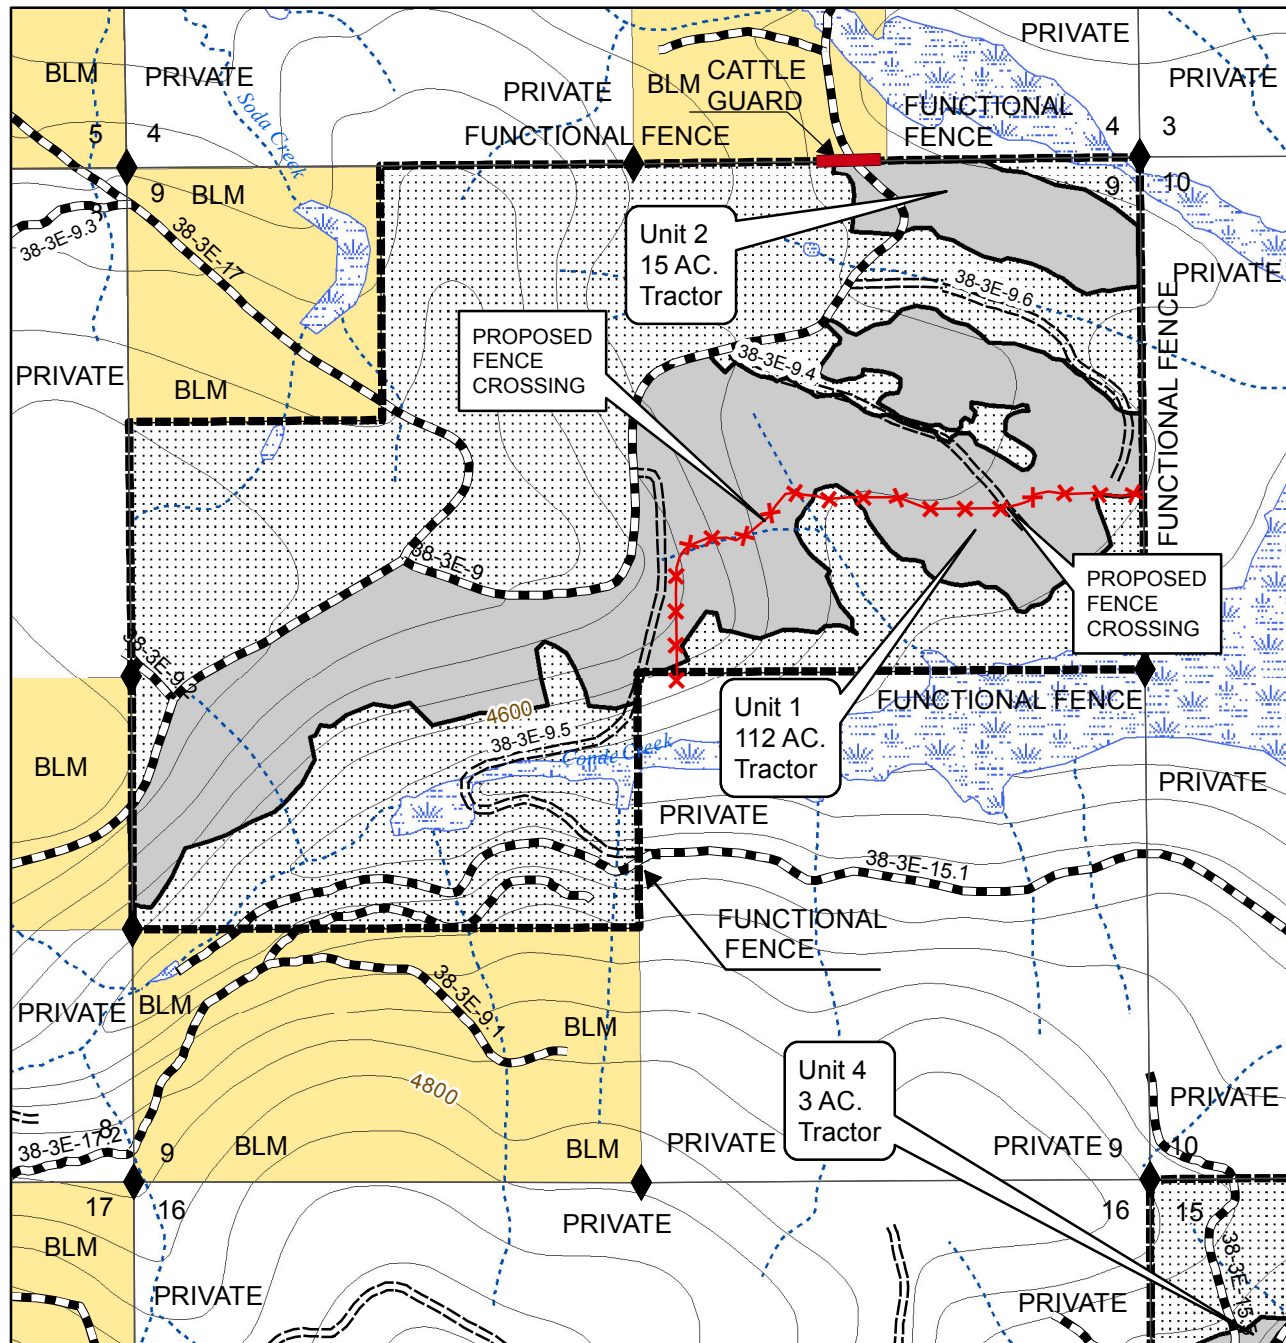 PRIVATE
BLM
PRIVATE
PRIVATE
PRIVATE
BLM
CATTLE
GUARD
FUNCTIONAL
FENCE
Soda Creek
5
4
FUNCTIONAL FENCE
4
3
9
BLM
9
10
8
38-3E-9.3
38-3E-17
Unit 2
15 AC.
Tractor
PRIVATE
38-3E-9.6
FUNCTIONAL FENCE
PROPOSED
FENCE
CROSSING
38-3E-9.4
PRIVATE
BLM
38-3E-9
PROPOSED
FENCE
CROSSING
38-3E-9.2
Unit 1
112 AC.
Tractor
FUNCTIONAL FENCE
4600
38-3E-9.5
Conde Creek
BLM
PRIVATE
PRIVATE
38-3E-15.1
FUNCTIONAL
FENCE
PRIVATE
BLM
38-3E-9.1
BLM
4800
Unit 4
3 AC.
Tractor
PRIVATE
8
38-3E-17.2
9
BLM
BLM
PRIVATE
PRIVATE
9
10
17
16
16
15
PRIVATE
BLM
38-3E-15.
PRIVATE
PRIVATE